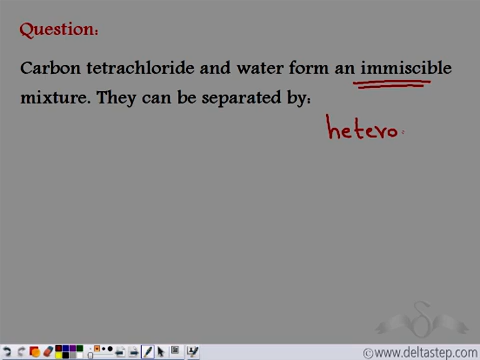 Question:
Carbon tetrachloride and water form an immiscible
mixture. They can be separated by:
hetero
©www.deltastep.com